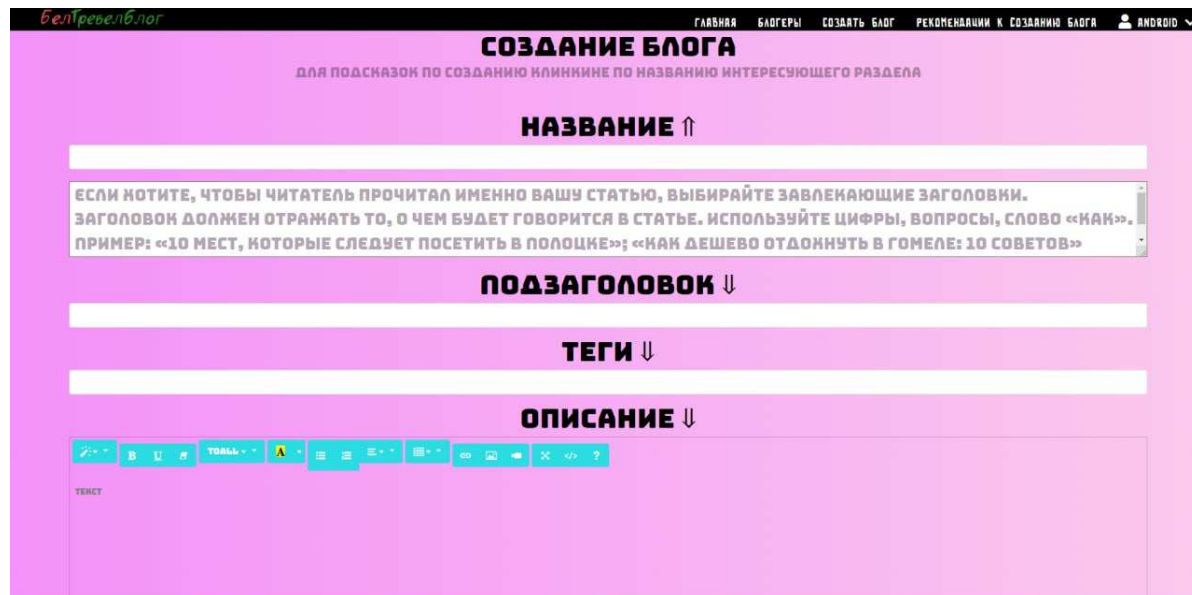 БелТревелблог
ГЛАВНАЯ БЛОГЕРЫ СОЗДАТЬ БЛОГ РЕКОМЕНДАЦИИ К СОЗДАНИЮ БЛОГА ANDROID
СОЗДАНИЕ БЛОГА
ДЛЯ ПОДСКАЗОК ПО СОЗДАНИЮ КЛИНКИНЕ ПО НАЗВАНИЮ ИНТЕРЕСУЮЩЕГО РАЗДЕЛА
НАЗВАНИЕ ⇑
ЕСЛИ ХОТИТЕ, ЧТОБЫ ЧИТАТЕЛЬ ПРОЧИТАЛ ИМЕННО ВАШУ СТАТЬЮ, ВЫБИРАЙТЕ ЗАВЛЕКАЮЩИЕ ЗАГОЛОВКИ.
ЗАГОЛОВОК ДОЛЖЕН ОТРАЖАТЬ ТО, О ЧЕМ БУДЕТ ГОВОРИТСЯ В СТАТЬЕ. ИСПОЛЬЗУЙТЕ ЦИФРЫ, ВОПРОСЫ, СЛОВО «КАК».
ПРИМЕР: «10 МЕСТ, КОТОРЫЕ СЛЕДУЕТ ПОСЕТИТЬ В ПОЛОЦКЕ»; «КАК ДЕШЕВО ОТДОХНУТЬ В ГОМЕЛЕ: 10 СОВЕТОВ»
ПОДЗАГОЛОВОК ⇓
ТЕГИ ⇓
ОПИСАНИЕ ⇓
B U A </> ?
ТЕКСТ